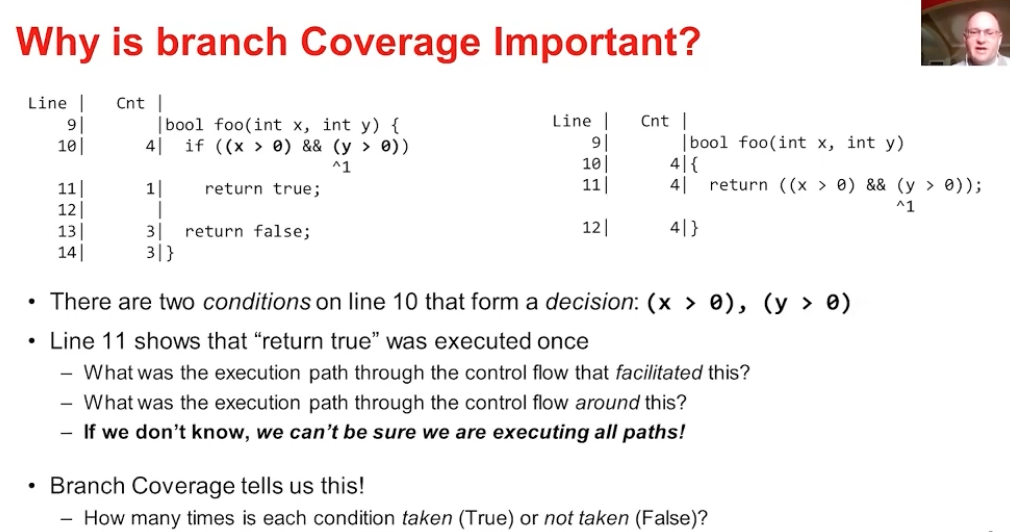 Why is branch Coverage Important?
Line | Cnt |
9| |bool foo(int x, int y) {
10| 4| if ((x > 0) && (y > 0))
^1
11| 1| return true;
12| |
13| 3| return false;
14| 3|}
Line | Cnt |
9| |bool foo(int x, int y)
10| 4|{
11| 4| return ((x > 0) && (y > 0));
^1
12| 4|}
• There are two conditions on line 10 that form a decision: (x > 0), (y > 0)
• Line 11 shows that “return true” was executed once
– What was the execution path through the control flow that facilitated this?
– What was the execution path through the control flow around this?
– If we don’t know, we can’t be sure we are executing all paths!
• Branch Coverage tells us this!
– How many times is each condition taken (True) or not taken (False)?